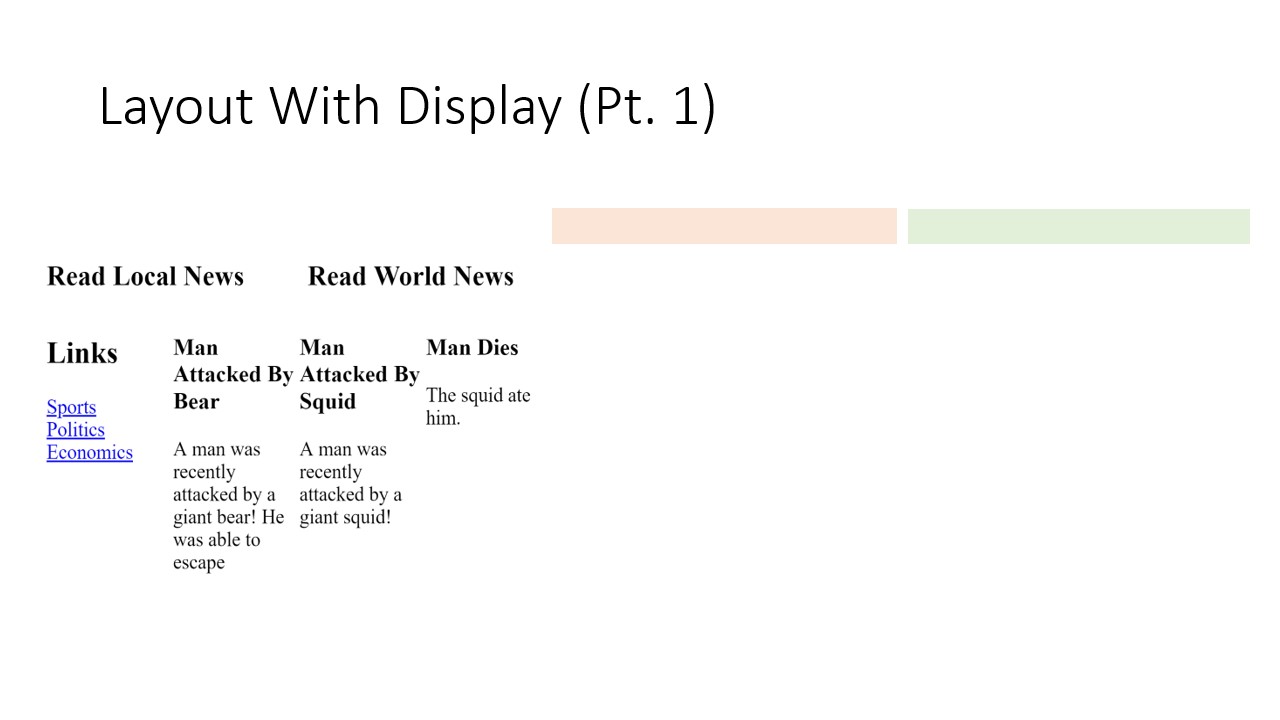 Layout With Display (Pt. 1)
Read Local News
Read World News
Links
Sports
Politics
Economics
Man
Attacked By
Bear
A man was
recently
attacked by a
giant bear! He
was able to
escape
Man
Attacked By
Squid
A man was
recently
attacked by a
giant squid!
Man Dies
The squid ate
him.